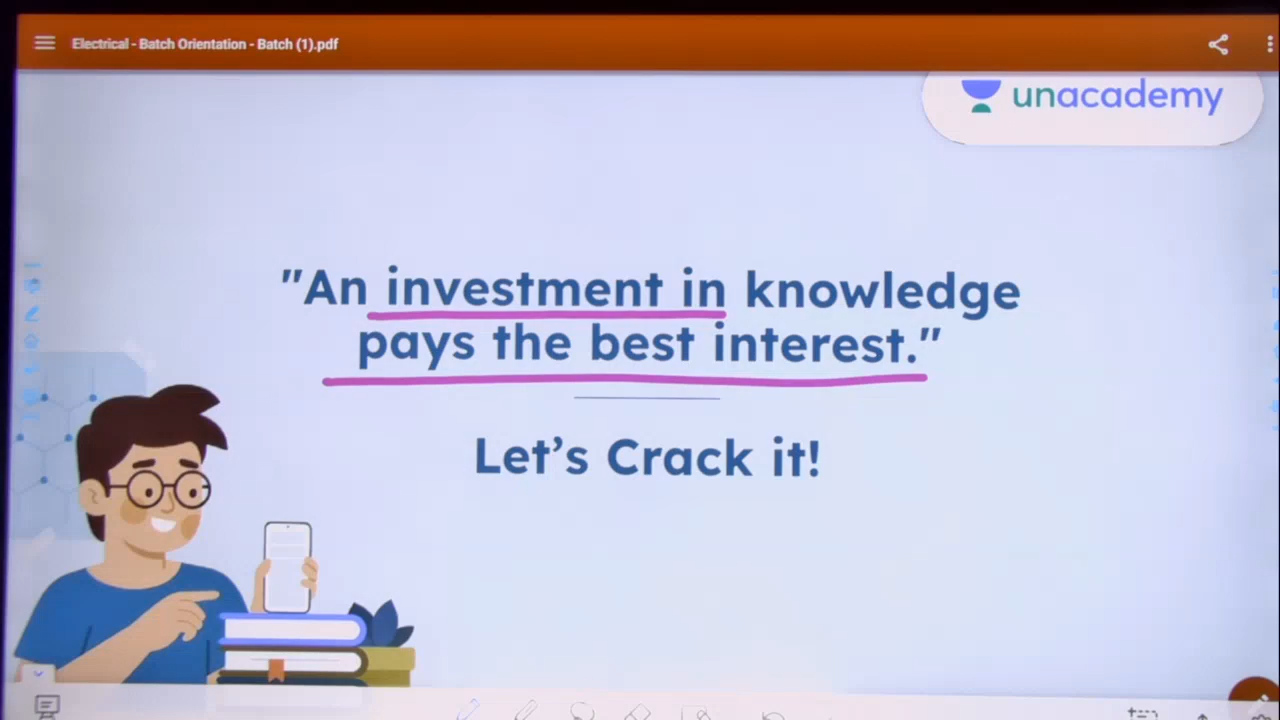 Electrical - Batch Orientation - Batch (1).pdf
unacademy
"An investment in knowledge
pays the best interest."
Let's Crack it!